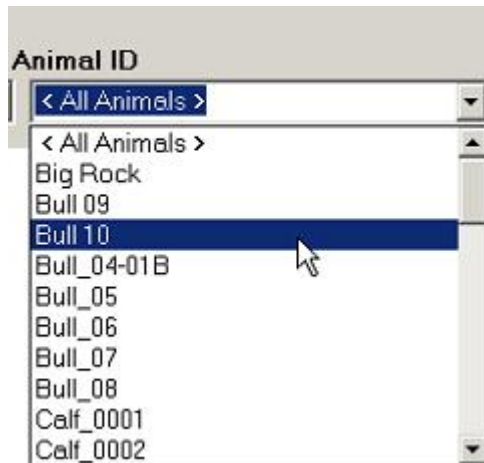 Animal ID
< All Animals >
< All Animals >
Big Rock
Bull 09
Bull 10
Bull_04-01B
Bull_05
Bull_06
Bull_07
Bull_08
Calf_0001
Calf_0002